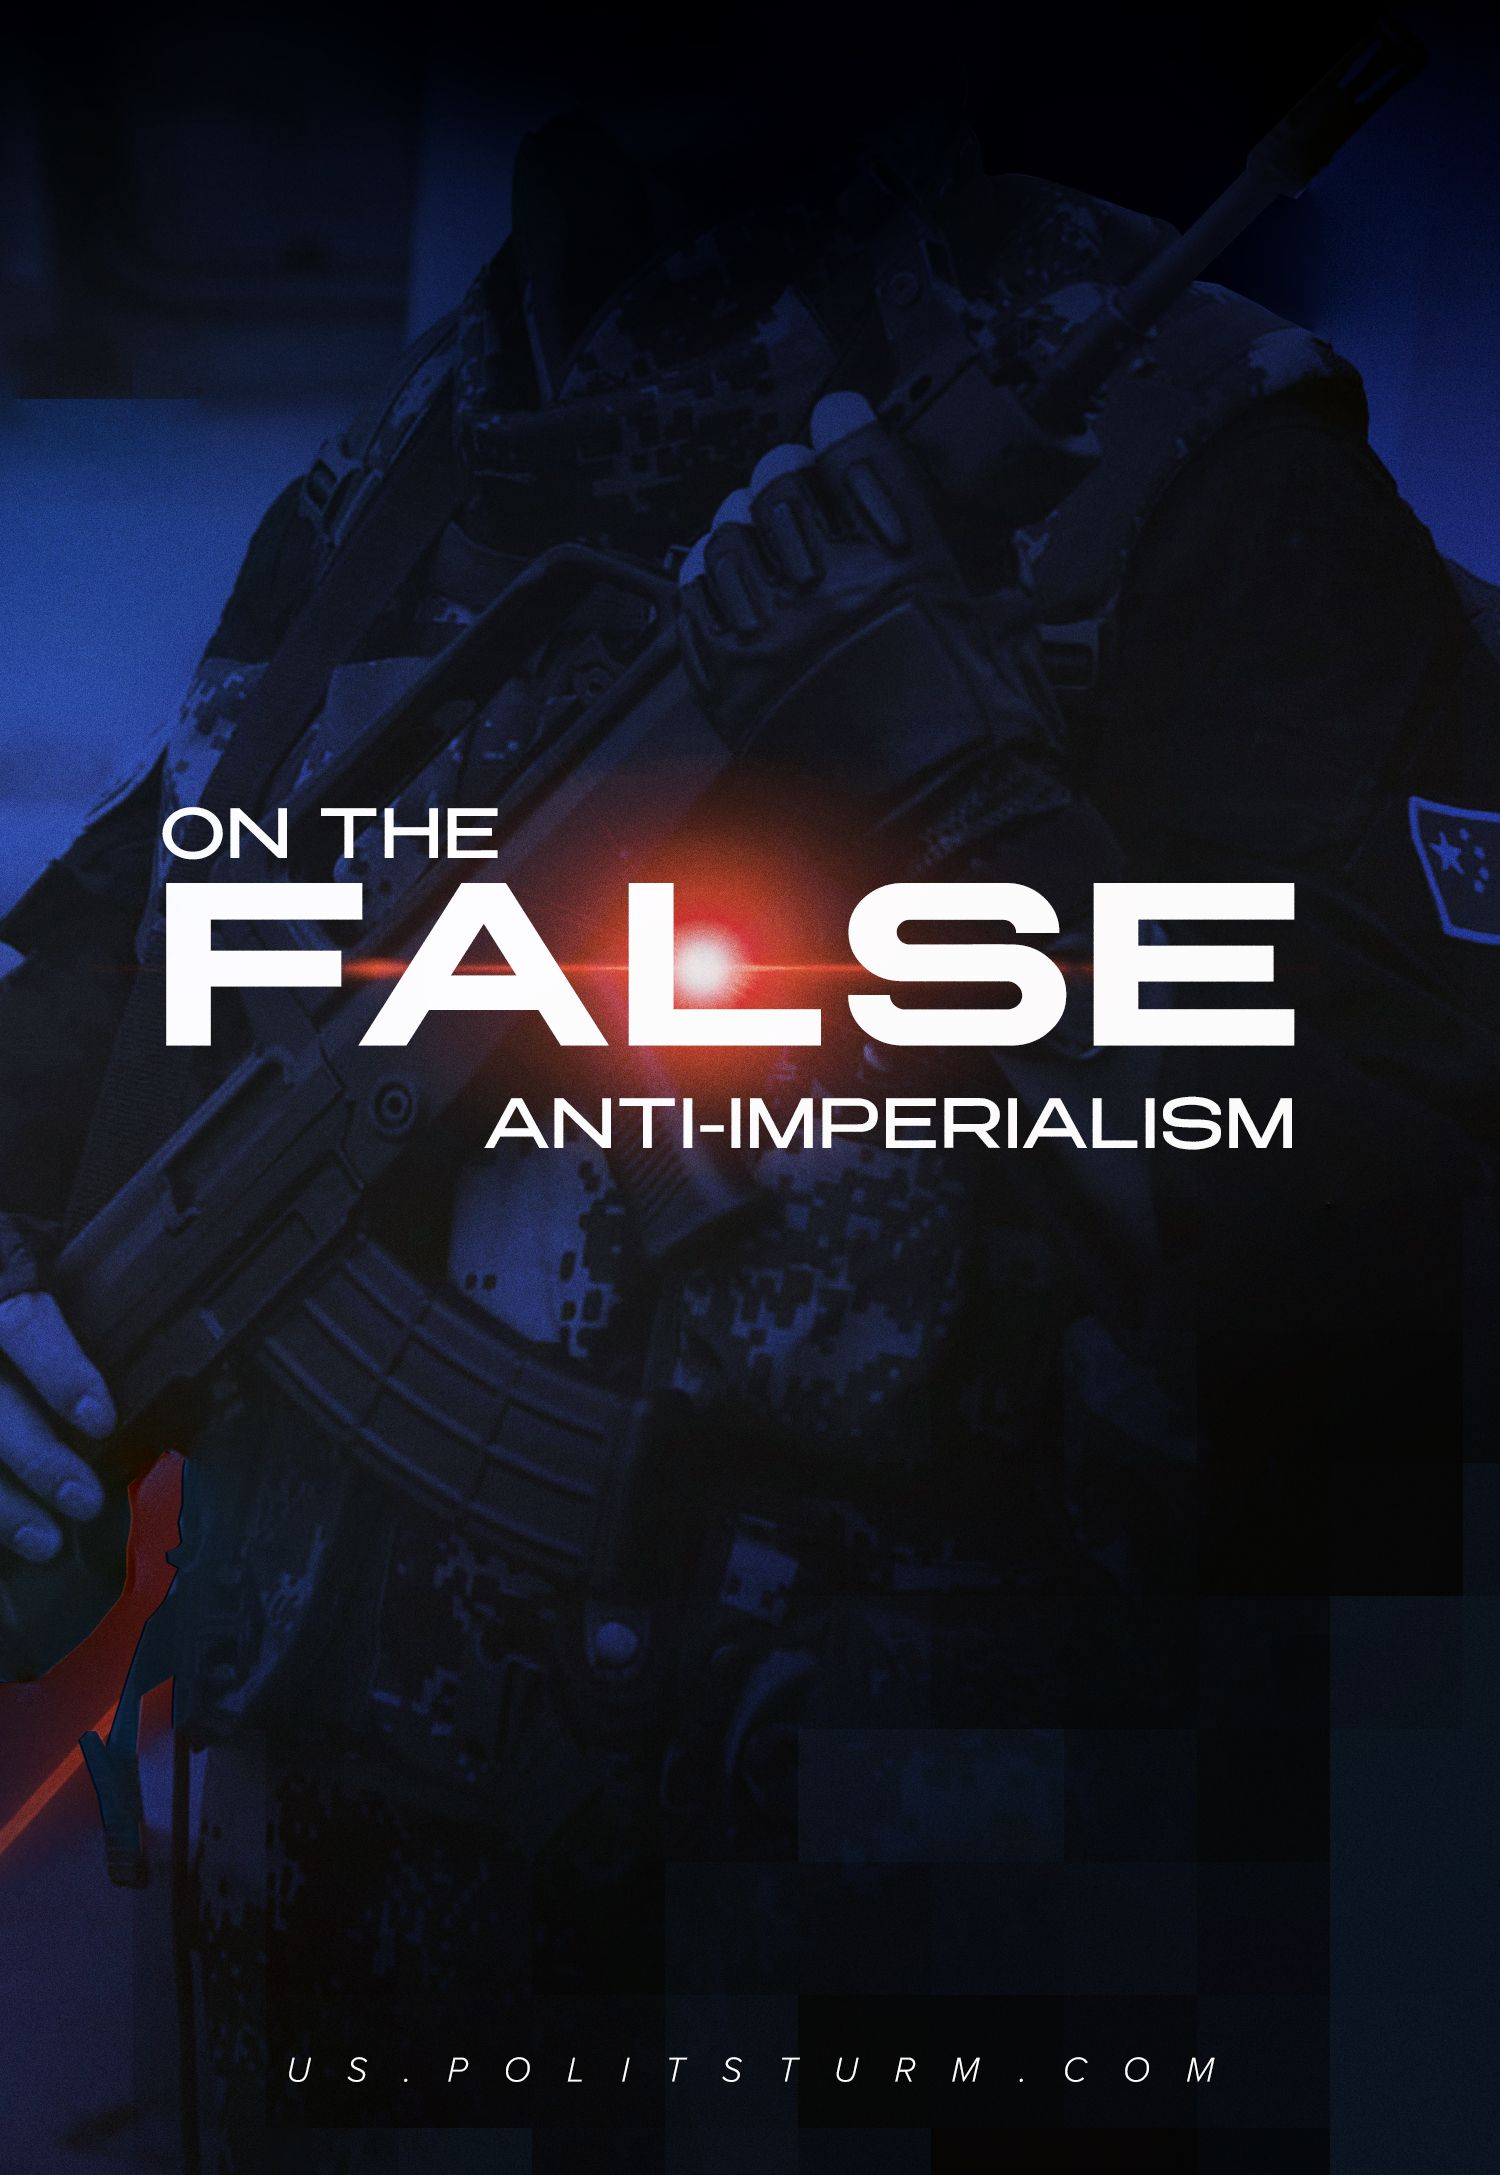 ON THE
FALSE
ANTI-IMPERIALISM
US.POLITSTURM.COM